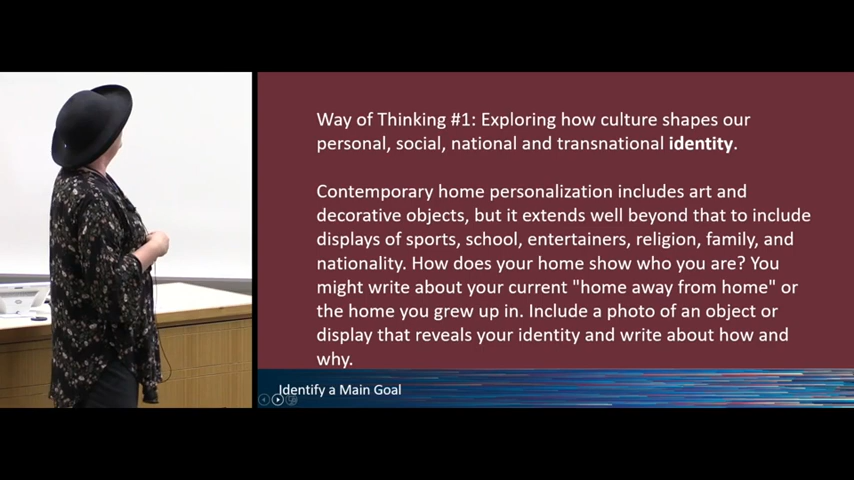 Way of Thinking #1: Exploring how culture shapes our
personal, social, national and transnational identity.
Contemporary home personalization includes art and
decorative objects, but it extends well beyond that to include
displays of sports, school, entertainers, religion, family, and
nationality. How does your home show who you are? You
might write about your current "home away from home" or
the home you grew up in. Include a photo of an object or
display that reveals your identity and write about how and
why.
Identify a Main Goal